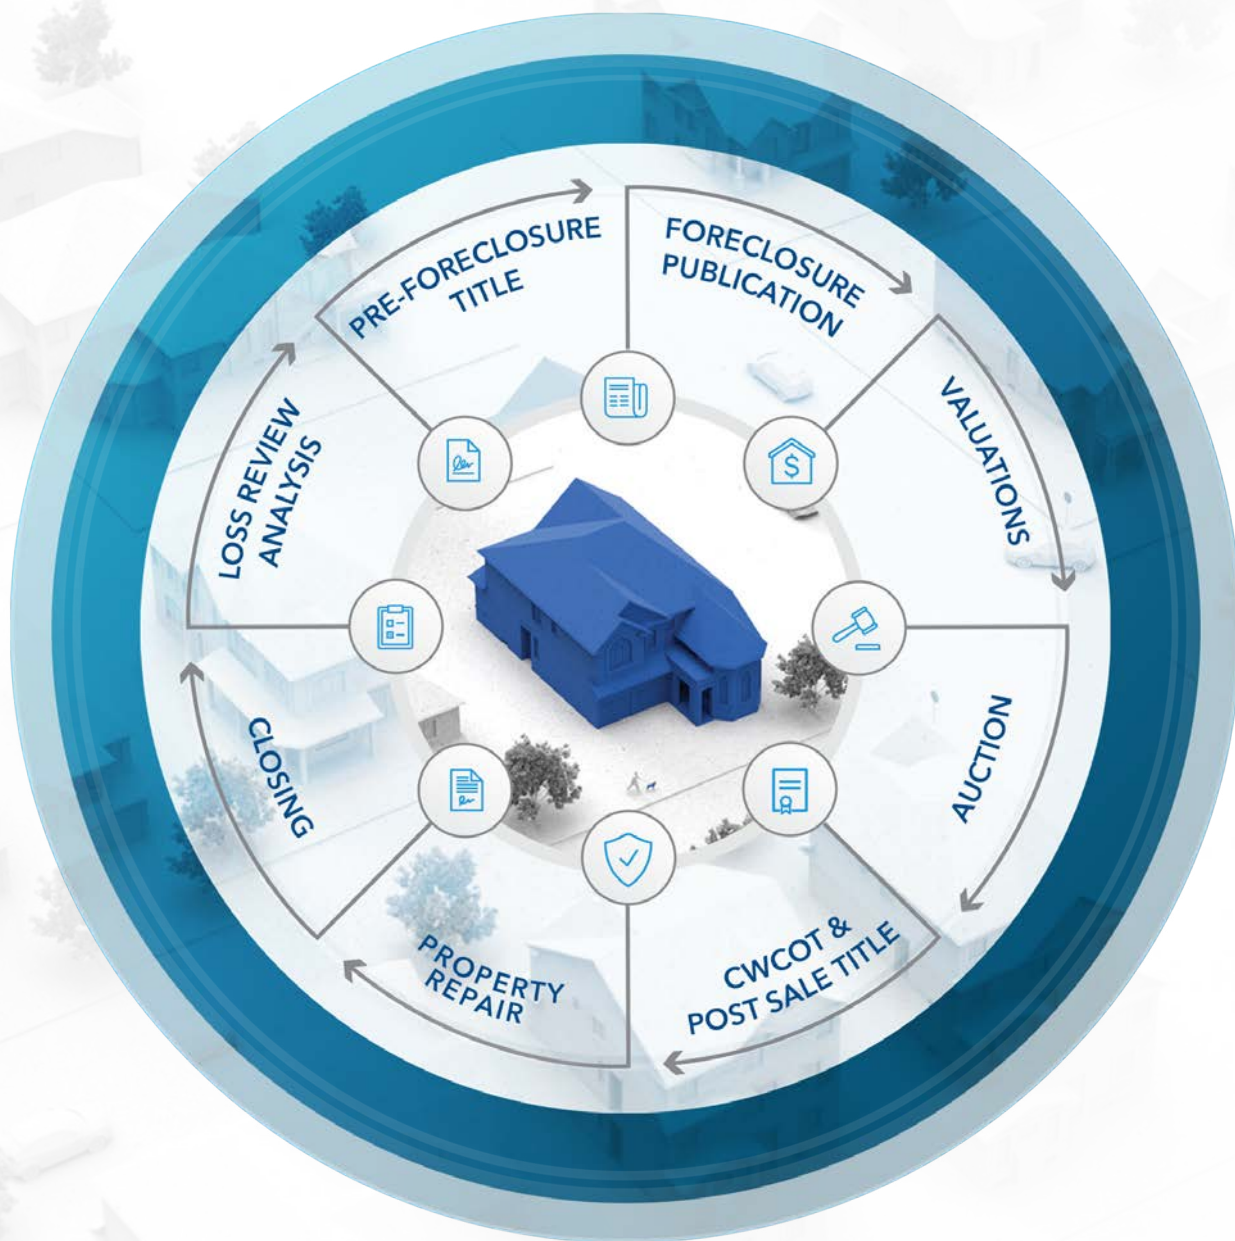 PRE-FORECLOSURE
TITLE
FORECLOSURE
PUBLICATION
VALUATIONS
AUCTION
CWCOT &
POST SALE TITLE
PROPERTY
REPAIR
CLOSING
LOSS REVIEW
ANALYSIS
$